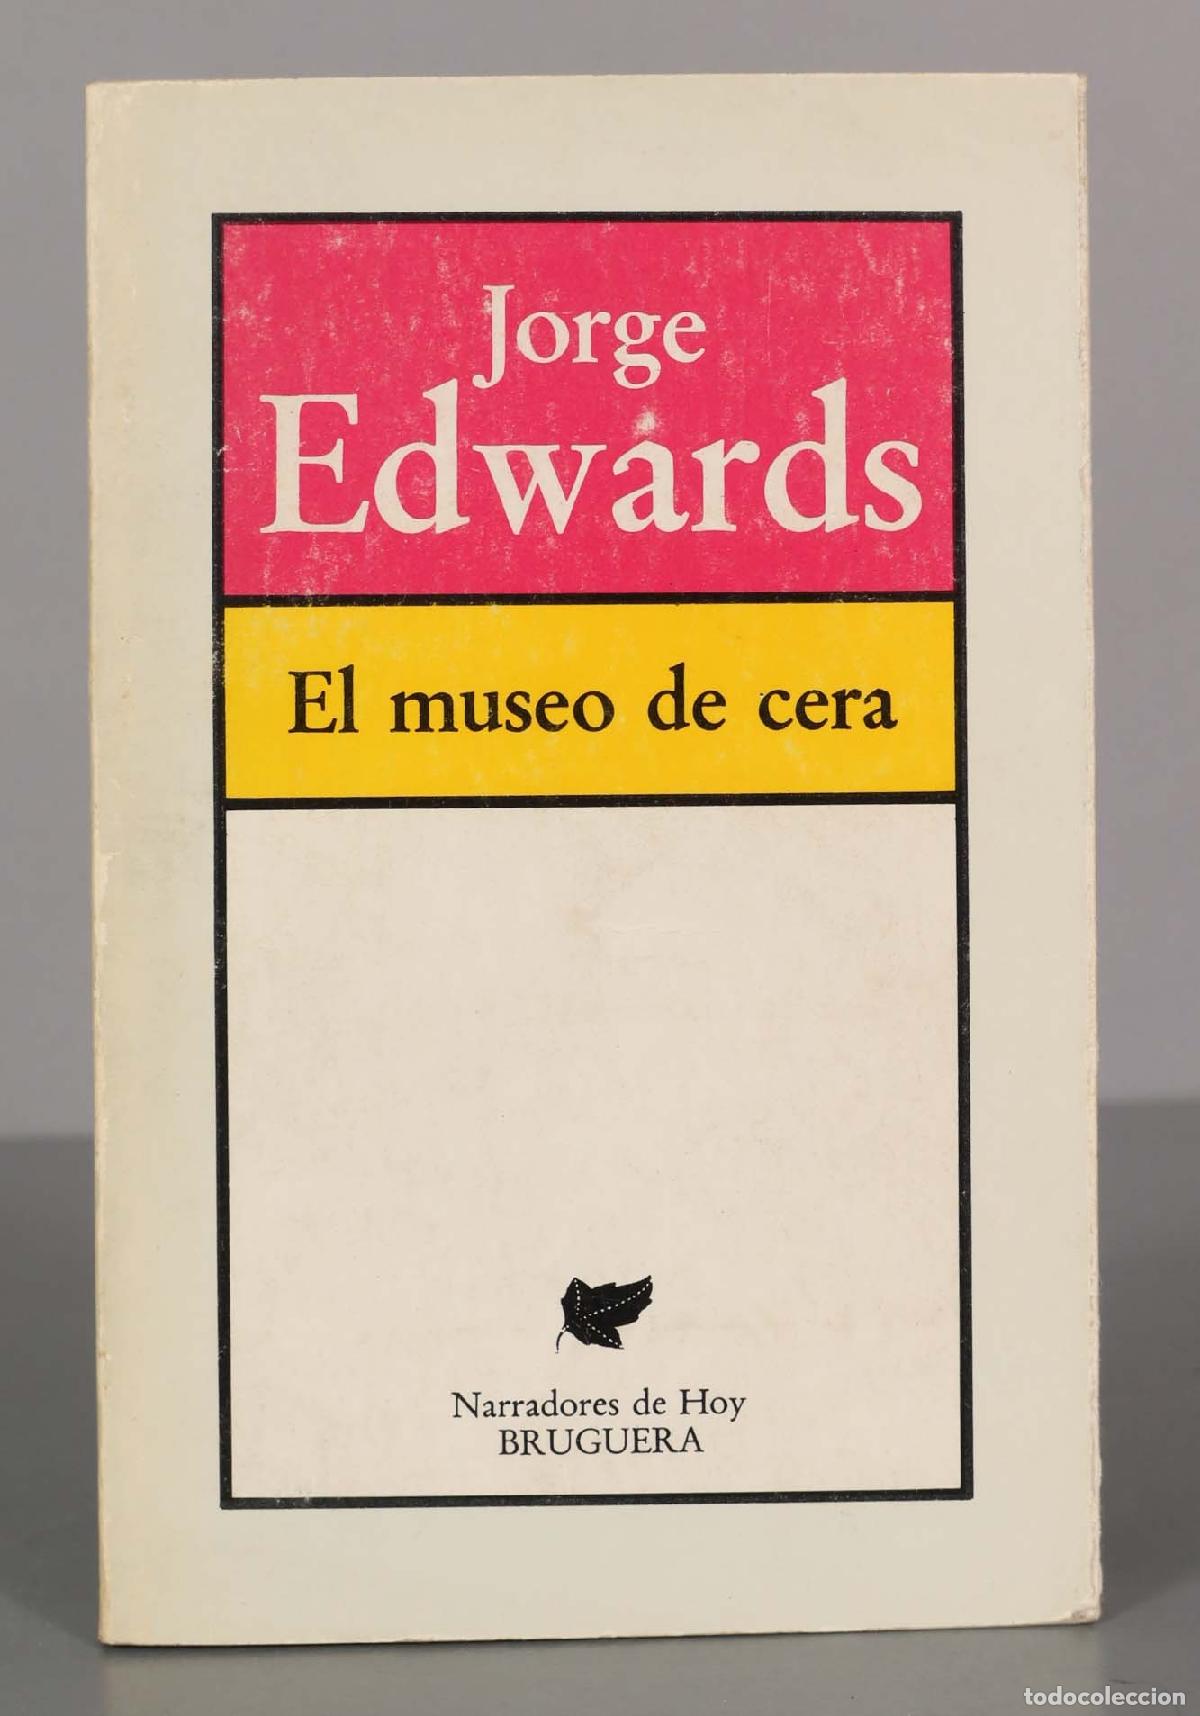 Jorge
Edwards
El museo de cera
Narradores de Hoy
BRUGUERA
todocoleccion